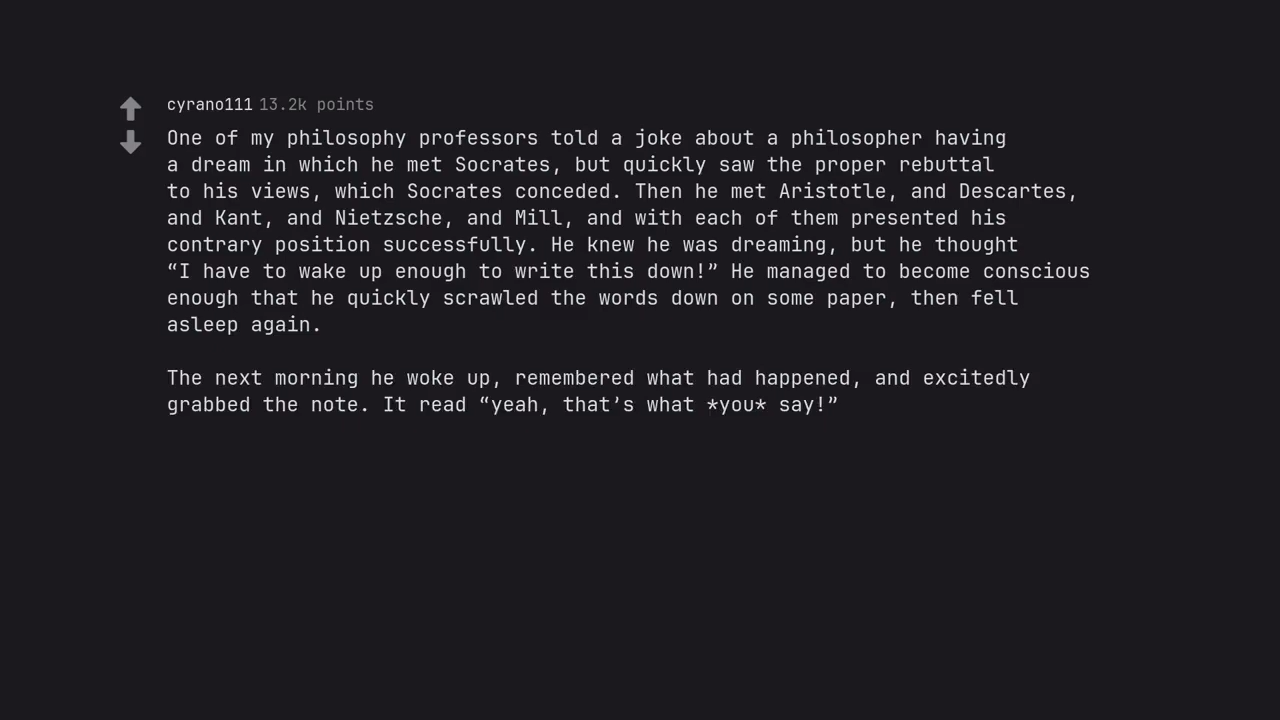 cyrano111 13.2k points
One of my philosophy professors told a joke about a philosopher having
a dream in which he met Socrates, but quickly saw the proper rebuttal
to his views, which Socrates conceded. Then he met Aristotle, and Descartes,
and Kant, and Nietzsche, and Mill, and with each of them presented his
contrary position successfully. He knew he was dreaming, but he thought
“I have to wake up enough to write this down!” He managed to become conscious
enough that he quickly scrawled the words down on some paper, then fell
asleep again.
The next morning he woke up, remembered what had happened, and excitedly
grabbed the note. It read “yeah, that’s what *you* say!”